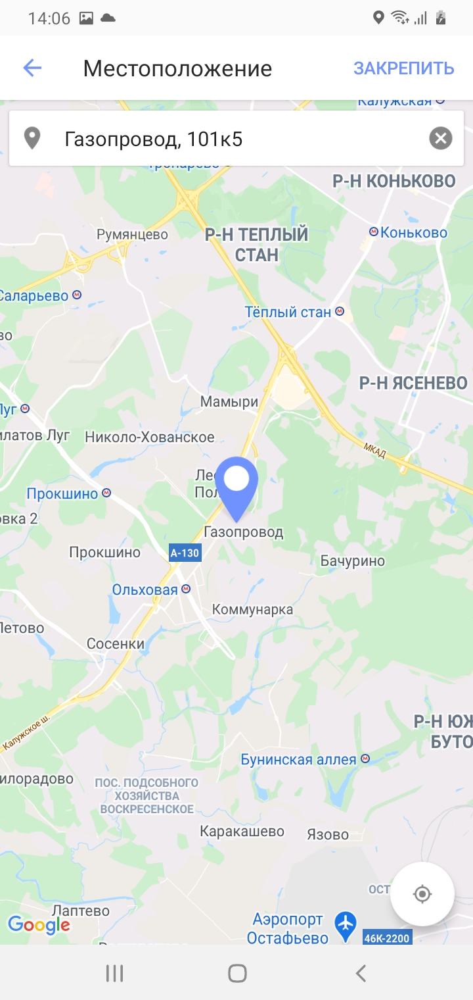 14:06
Местоположение
ЗАКРЕПИТЬ
Калужская
Газопровод, 101к5
Тропарёво
Р-Н КОНЬКОВО
Румянцево
Р-Н ТЕПЛЫЙ
СТАН
Коньково
Саларьево
Тёплый стан
во
Р-Н ЯСЕНЕВО
Мамыри
Луг
илатов Луг
Николо-Хованское
МКАД
Лес
Пол
Прокшино
овка 2
Газопровод
Прокшино
А-130
Бачурино
Ольховая
Коммунарка
Летово
Сосенки
Калужское ш.
Р-Н ЮЖ
БУТО
Бунинская аллея
илорадово
ПОС. ПОДСОБНОГО
ХОЗЯЙСТВА
ВОСКРЕСЕНСКОЕ
Каракашево
Язово
ОСТ
Лаптево
Google
Аэропорт
Остафьево
46К-2200